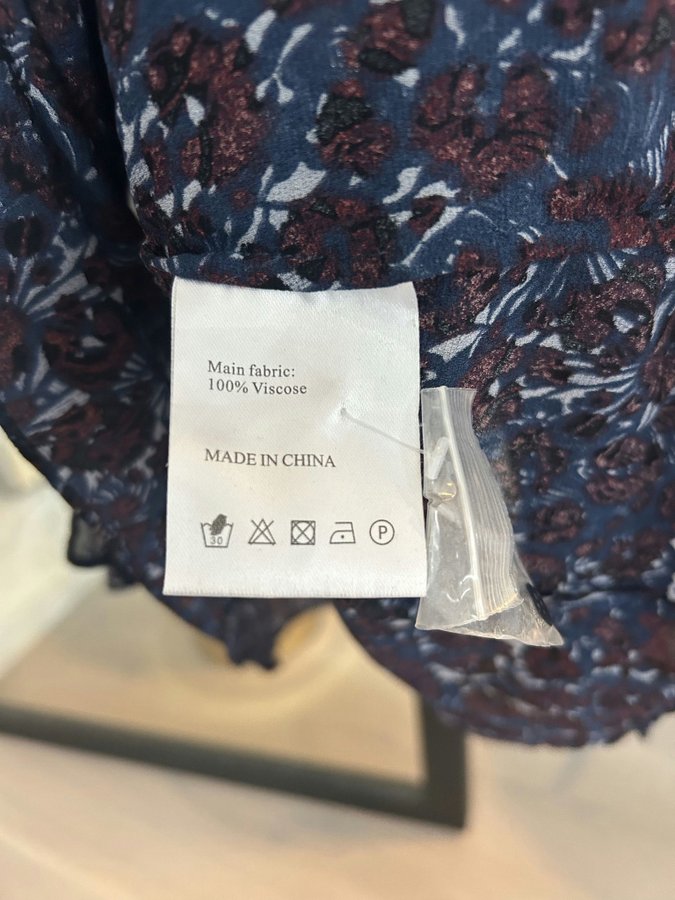 Main fabric:
100% Viscose
MADE IN CHINA
30
P